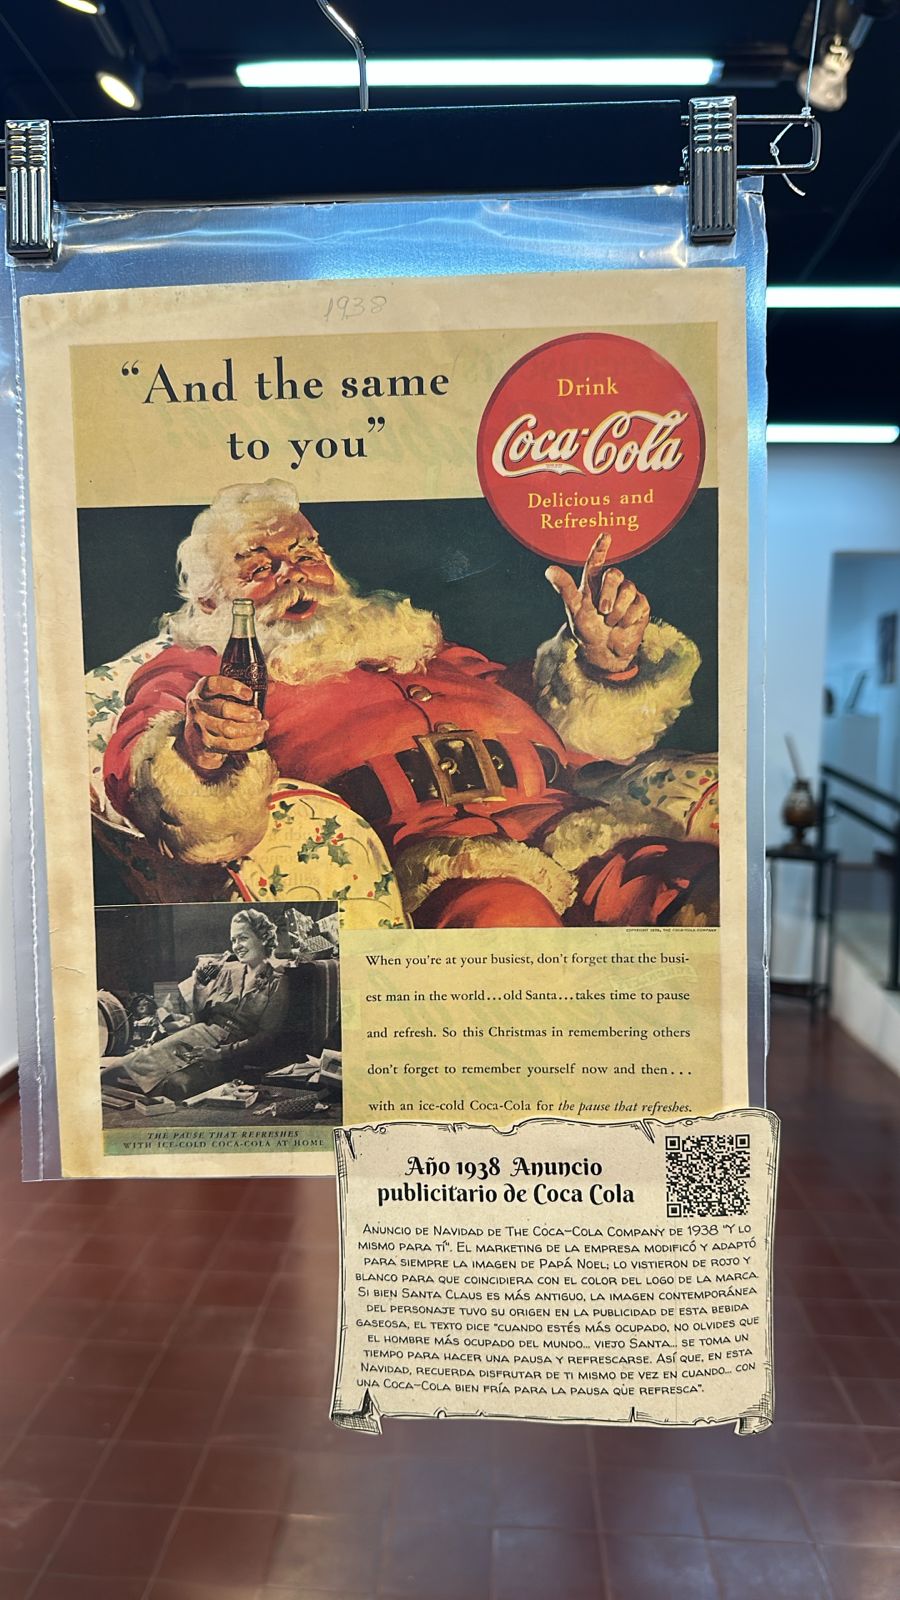 1938
“And the same
to you”
Drink
Coca-Cola
Delicious and
Refreshing
Coca-Cola
COPYRIGHT 1938, THE COCA-COLA COMPANY
When you're at your busiest, don't forget that the busi-
est man in the world...old Santa...takes time to pause
and refresh. So this Christmas in remembering others
don't forget to remember yourself now and then...
with an ice-cold Coca-Cola for the pause that refreshes.
THE PAUSE THAT REFRESHES
WITH ICE-COLD COCA-COLA AT HOME
Año 1938 Anuncio
publicitario de Coca Cola
ANUNCIO DE NAVIDAD DE THE COCA-COLA COMPANY DE 1938 "Y LO
MISMO PARA TÍ". EL MARKETING DE LA EMPRESA MODIFICÓ Y ADAPTÓ
PARA SIEMPRE LA IMAGEN DE PAPÁ NOEL; LO VISTIERON DE ROJO Y
BLANCO PARA QUE COINCIDIERA CON EL COLOR DEL LOGO DE LA MARCA.
SI BIEN SANTA CLAUS ES MÁS ANTIGUO, LA IMAGEN CONTEMPORÁNEA
DEL PERSONAJE TUVO SU ORIGEN EN LA PUBLICIDAD DE ESTA BEBIDA
GASEOSA, EL TEXTO DICE "CUANDO ESTÉS MÁS OCUPADO, NO OLVIDES QUE
EL HOMBRE MÁS OCUPADO DEL MUNDO... VIEJO SANTA... SE TOMA UN
TIEMPO PARA HACER UNA PAUSA Y REFRESCARSE. ASÍ QUE, EN ESTA
NAVIDAD, RECUERDA DISFRUTAR DE TI MISMO DE VEZ EN CUANDO... CON
UNA COCA-COLA BIEN FRÍA PARA LA PAUSA QUE REFRESCA".